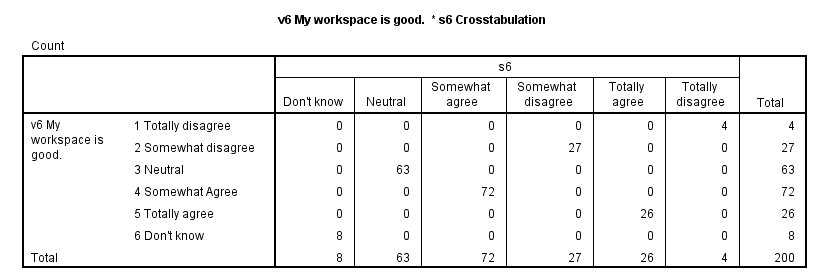 v6 My workspace is good. * s6 Crosstabulation
Count
s6
Don't know Neutral Somewhat agree Somewhat disagree Totally agree Totally disagree Total
v6 My workspace is good.
1 Totally disagree 0 0 0 0 0 4 4
2 Somewhat disagree 0 0 0 27 0 0 27
3 Neutral 0 63 0 0 0 0 63
4 Somewhat Agree 0 0 72 0 0 0 72
5 Totally agree 0 0 0 0 26 0 26
6 Don't know 8 0 0 0 0 0 8
Total 8 63 72 27 26 4 200